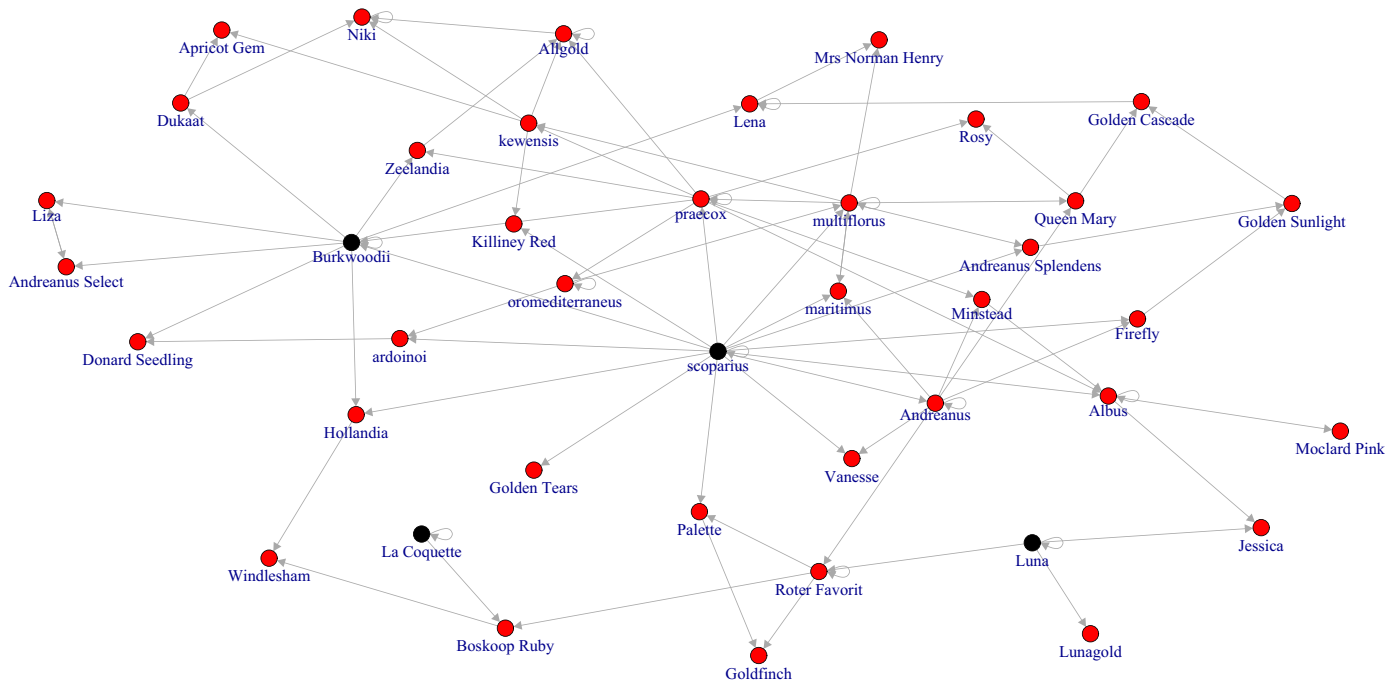 Niki
Apricot Gem
Allgold
Mrs Norman Henry
Dukaat
Lena
Golden Cascade
kewensis
Rosy
Zeelandia
Liza
praecox
multiflorus
Queen Mary
Golden Sunlight
Killiney Red
Burkwoodii
Andreanus Splendens
Andreanus Select
oromediterraneus
maritimus
Minstead
Firefly
Donard Seedling
ardoinoi
scoparius
Hollandia
Andreanus
Albus
Moclard Pink
Golden Tears
Vanesse
Palette
La Coquette
Luna
Jessica
Windlesham
Roter Favorit
Boskoop Ruby
Goldfinch
Lunagold